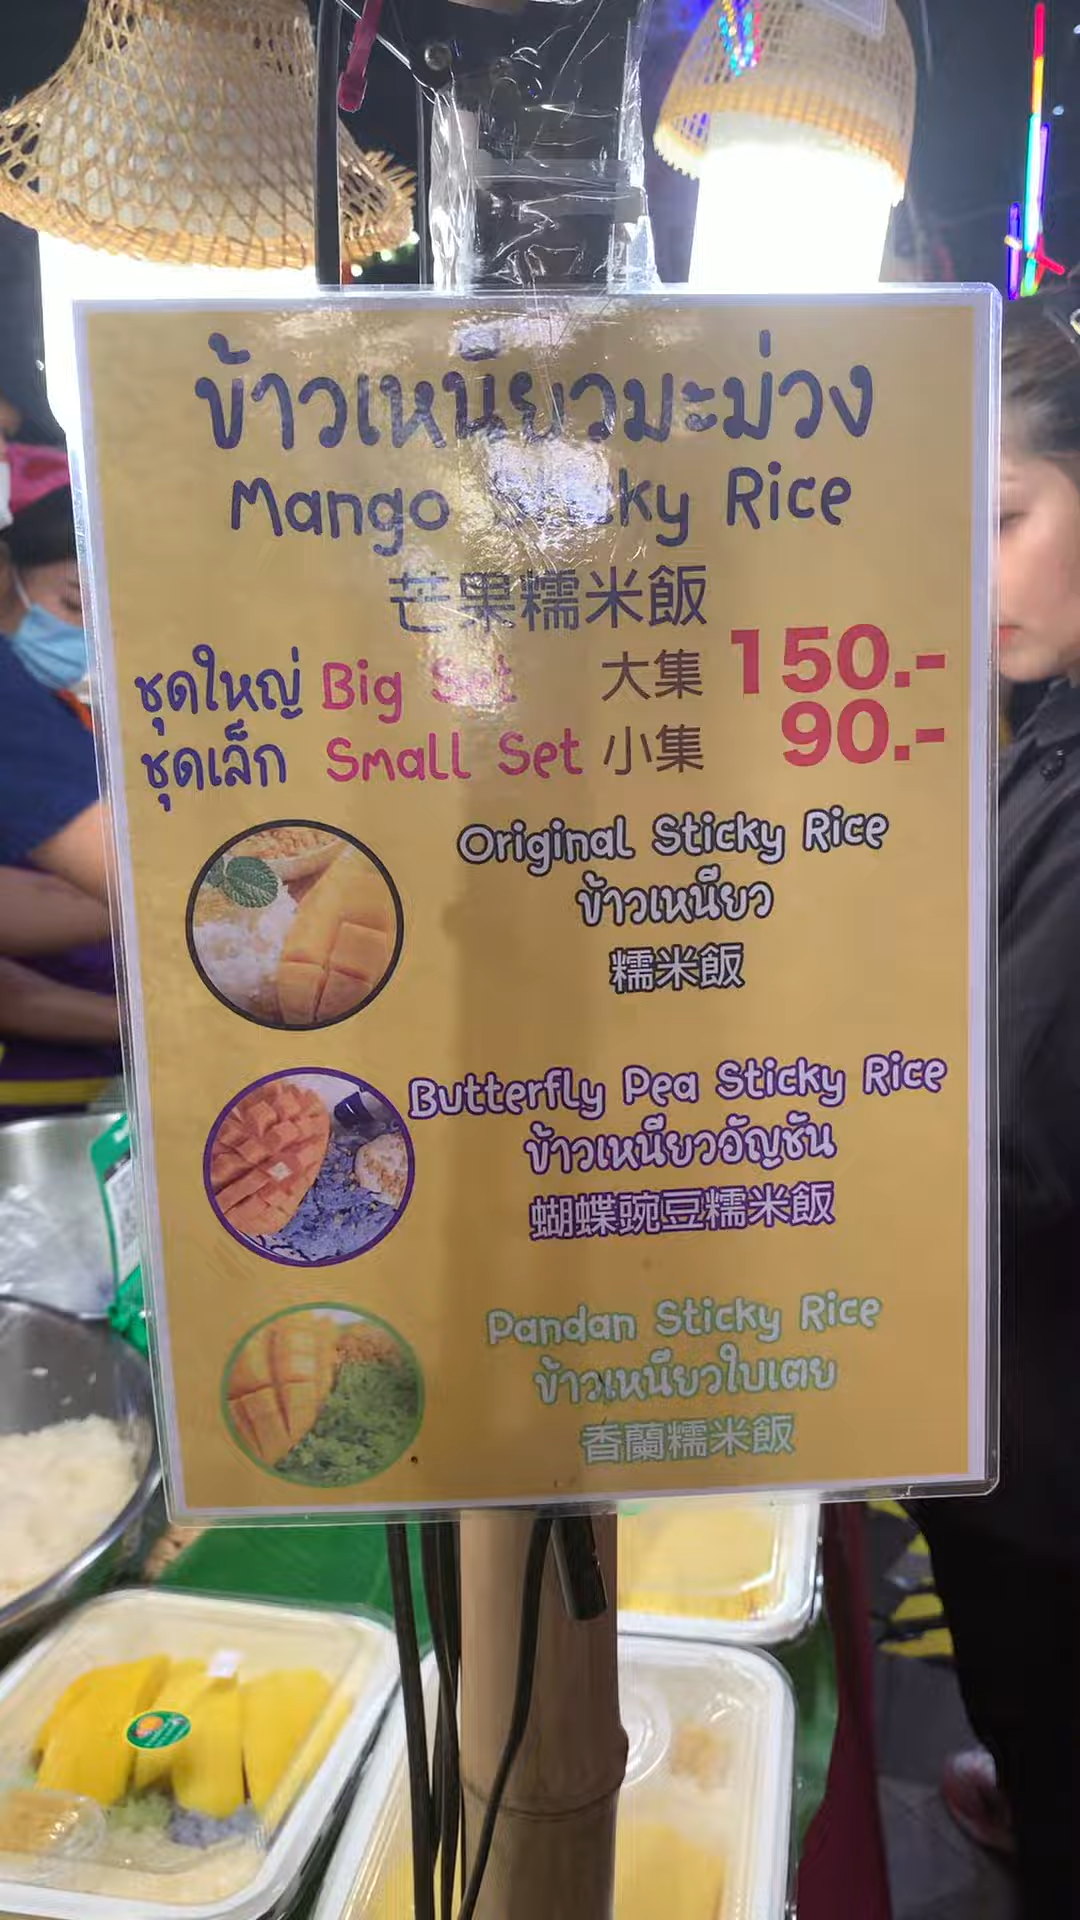 ข้าวเหนียวมะม่วง
Mango Sticky Rice
芒果糯米飯
ชุดใหญ่ Big Set 大集 150.-
ชุดเล็ก Small Set 小集 90.-
Original Sticky Rice
ข้าวเหนียว
糯米飯
Butterfly Pea Sticky Rice
ข้าวเหนียวอัญชัน
蝴蝶豌豆糯米飯
Pandan Sticky Rice
ข้าวเหนียวใบเตย
香蘭糯米飯